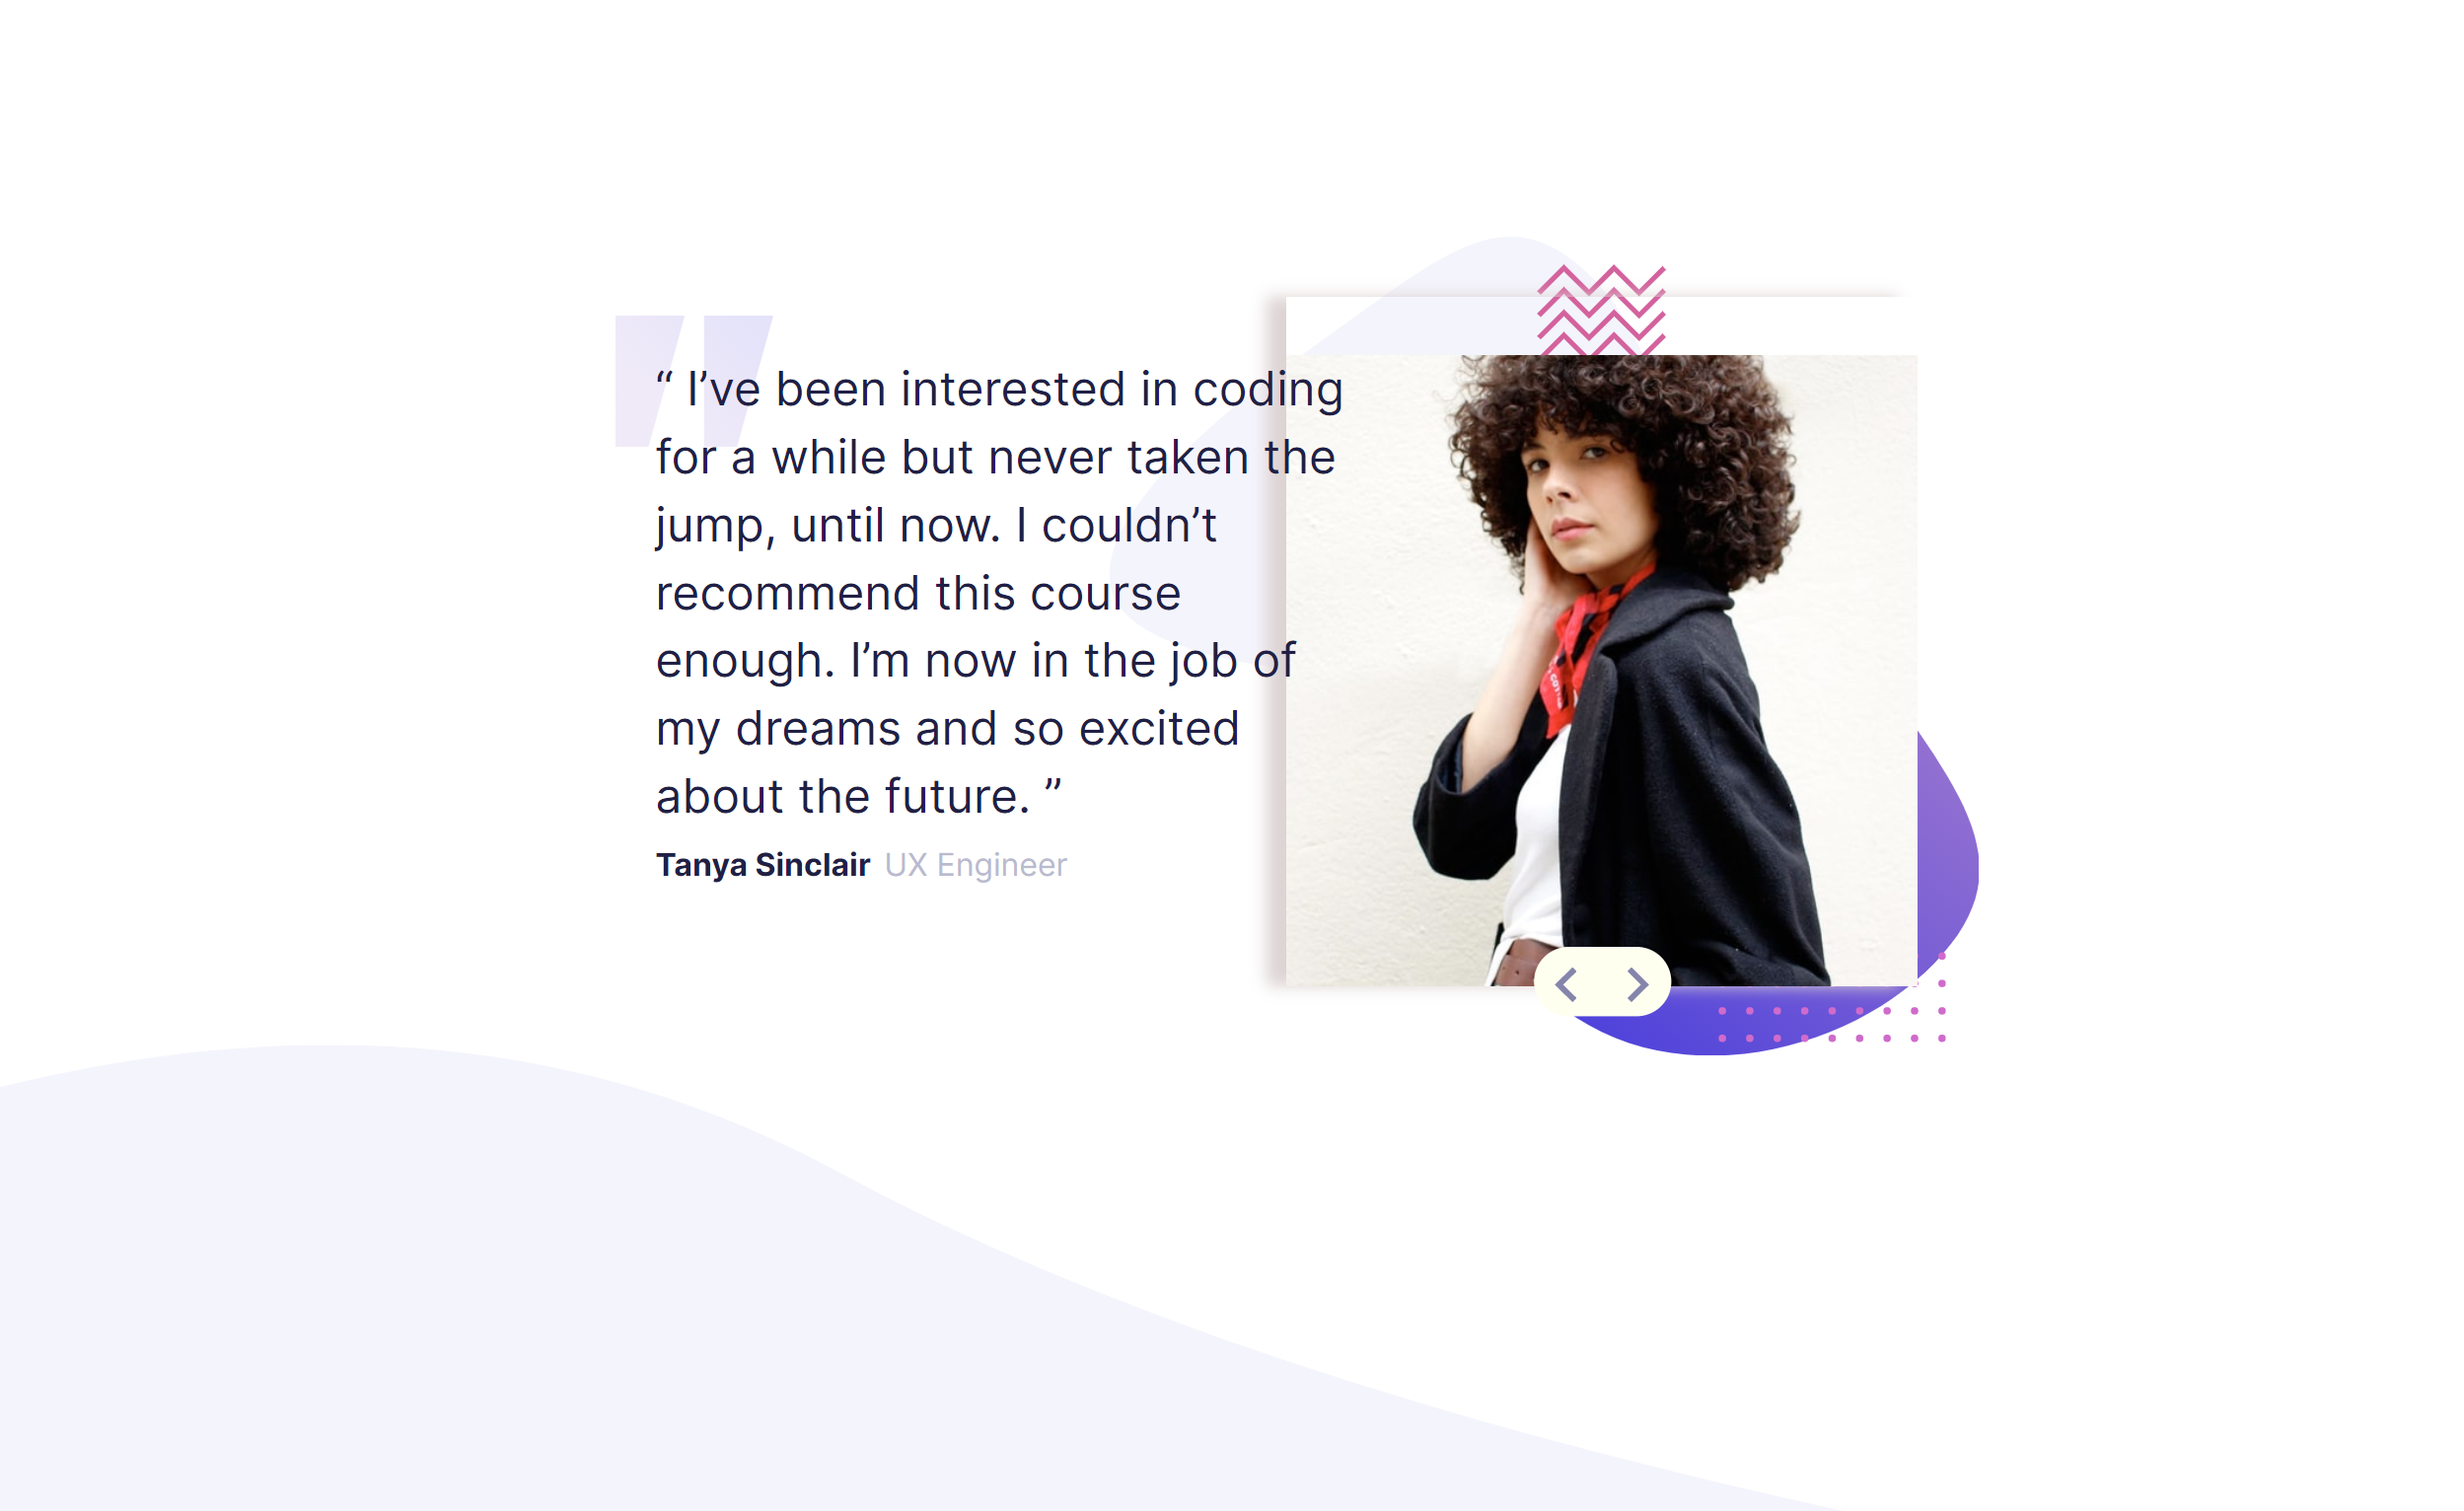 “ I’ve been interested in coding
for a while but never taken the
jump, until now. I couldn’t
recommend this course
enough. I’m now in the job of
my dreams and so excited
about the future. ”
Tanya Sinclair UX Engineer